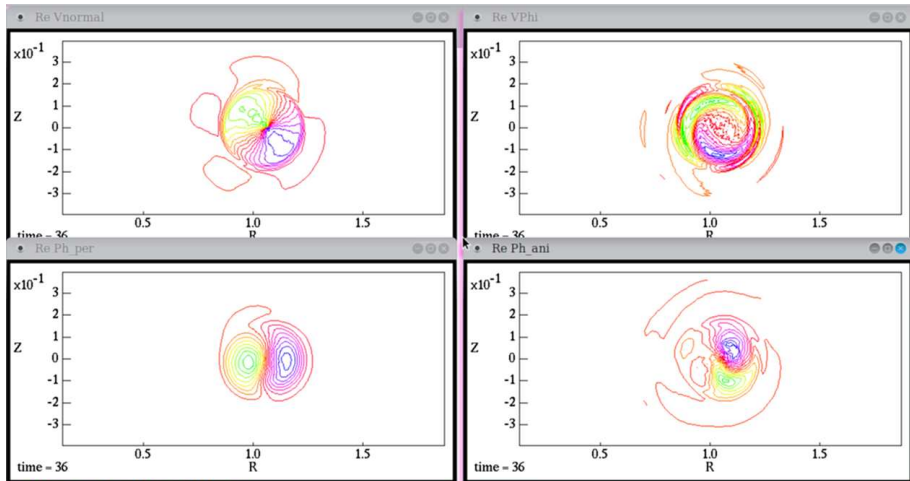 Re Vnormal
x10-1
3
2
1
Z 0
-1
-2
-3
0.5 1.0 1.5
time = 36 R
Re VPhi
x10-1
3
2
1
Z 0
-1
-2
-3
0.5 1.0 1.5
time = 36 R
Re Ph_per
x10-1
3
2
1
Z 0
-1
-2
-3
0.5 1.0 1.5
time = 36 R
Re Ph_ani
x10-1
3
2
1
Z 0
-1
-2
-3
0.5 1.0 1.5
time = 36 R